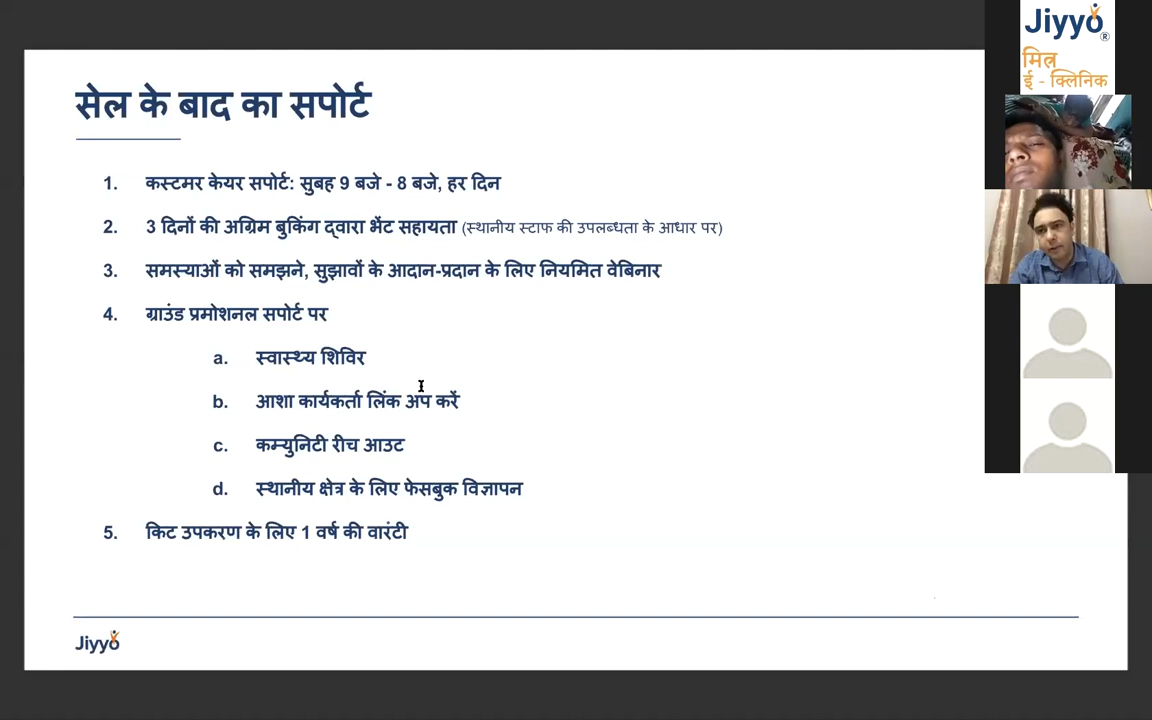 सेल के बाद का सपोर्ट
1. कस्टमर केयर सपोर्ट: सुबह 9 बजे - 8 बजे, हर दिन
2. 3 दिनों की अग्रिम बुकिंग द्वारा भेंट सहायता (स्थानीय स्टाफ की उपलब्धता के आधार पर)
3. समस्याओं को समझने, सुझावों के आदान-प्रदान के लिए नियमित वेबिनार
4. ग्राउंड प्रमोशनल सपोर्ट पर
a. स्वास्थ्य शिविर
b. आशा कार्यकर्ता लिंक अप करें
c. कम्युनिटी रीच आउट
d. स्थानीय क्षेत्र के लिए फेसबुक विज्ञापन
5. किट उपकरण के लिए 1 वर्ष की वारंटी
Jiyyo
Jiyyo®
मित्र
ई - क्लिनिक